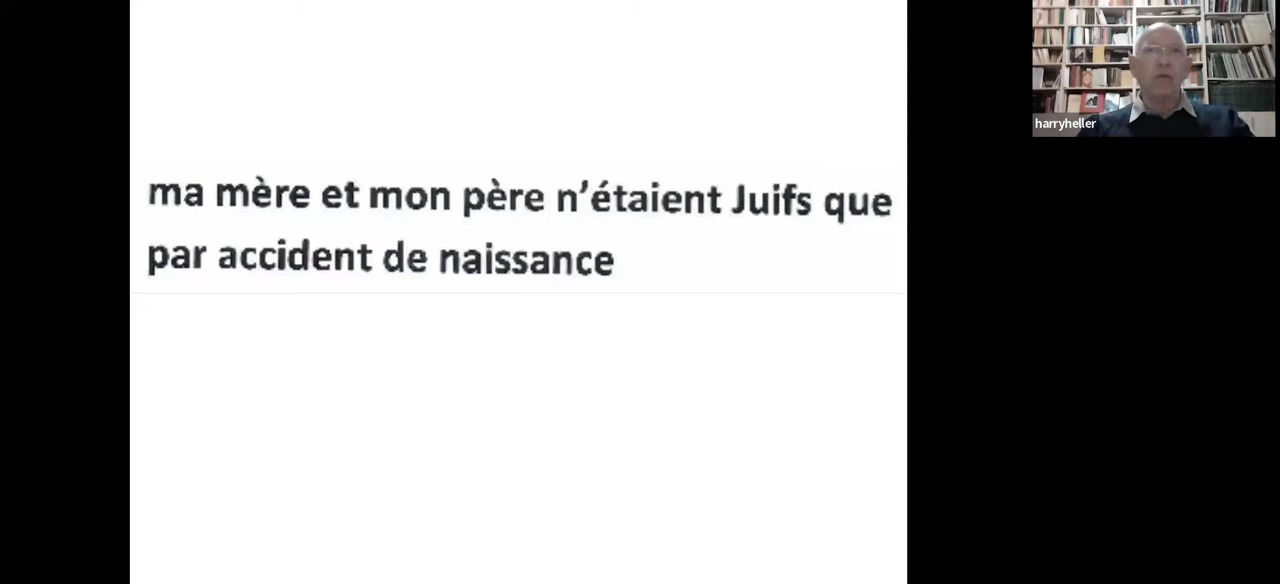 harryheller
ma mère et mon père n'étaient Juifs que
par accident de naissance